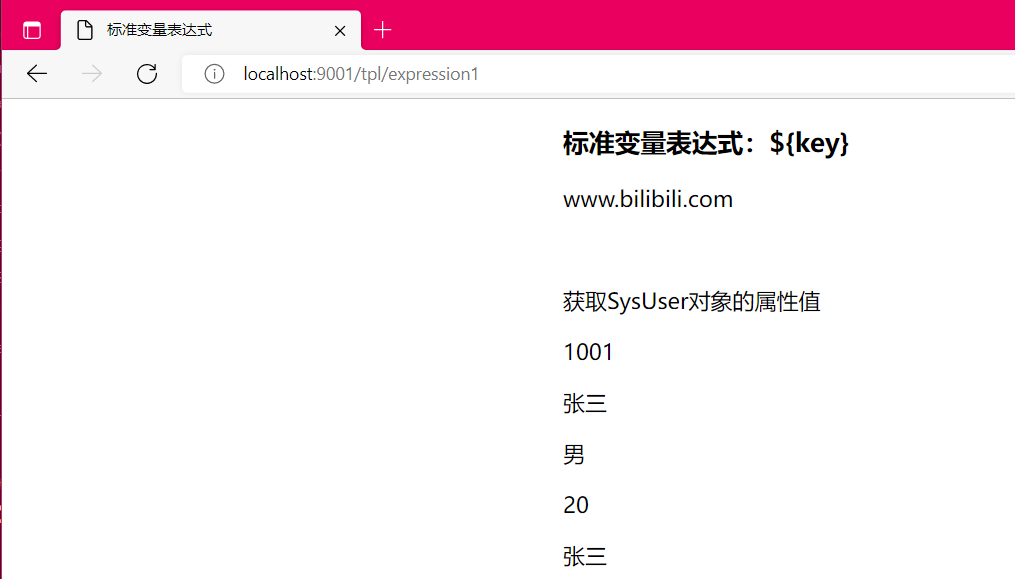 标准变量表达式
localhost:9001/tpl/expression1
标准变量表达式：${key}
www.bilibili.com
获取SysUser对象的属性值
1001
张三
男
20
张三